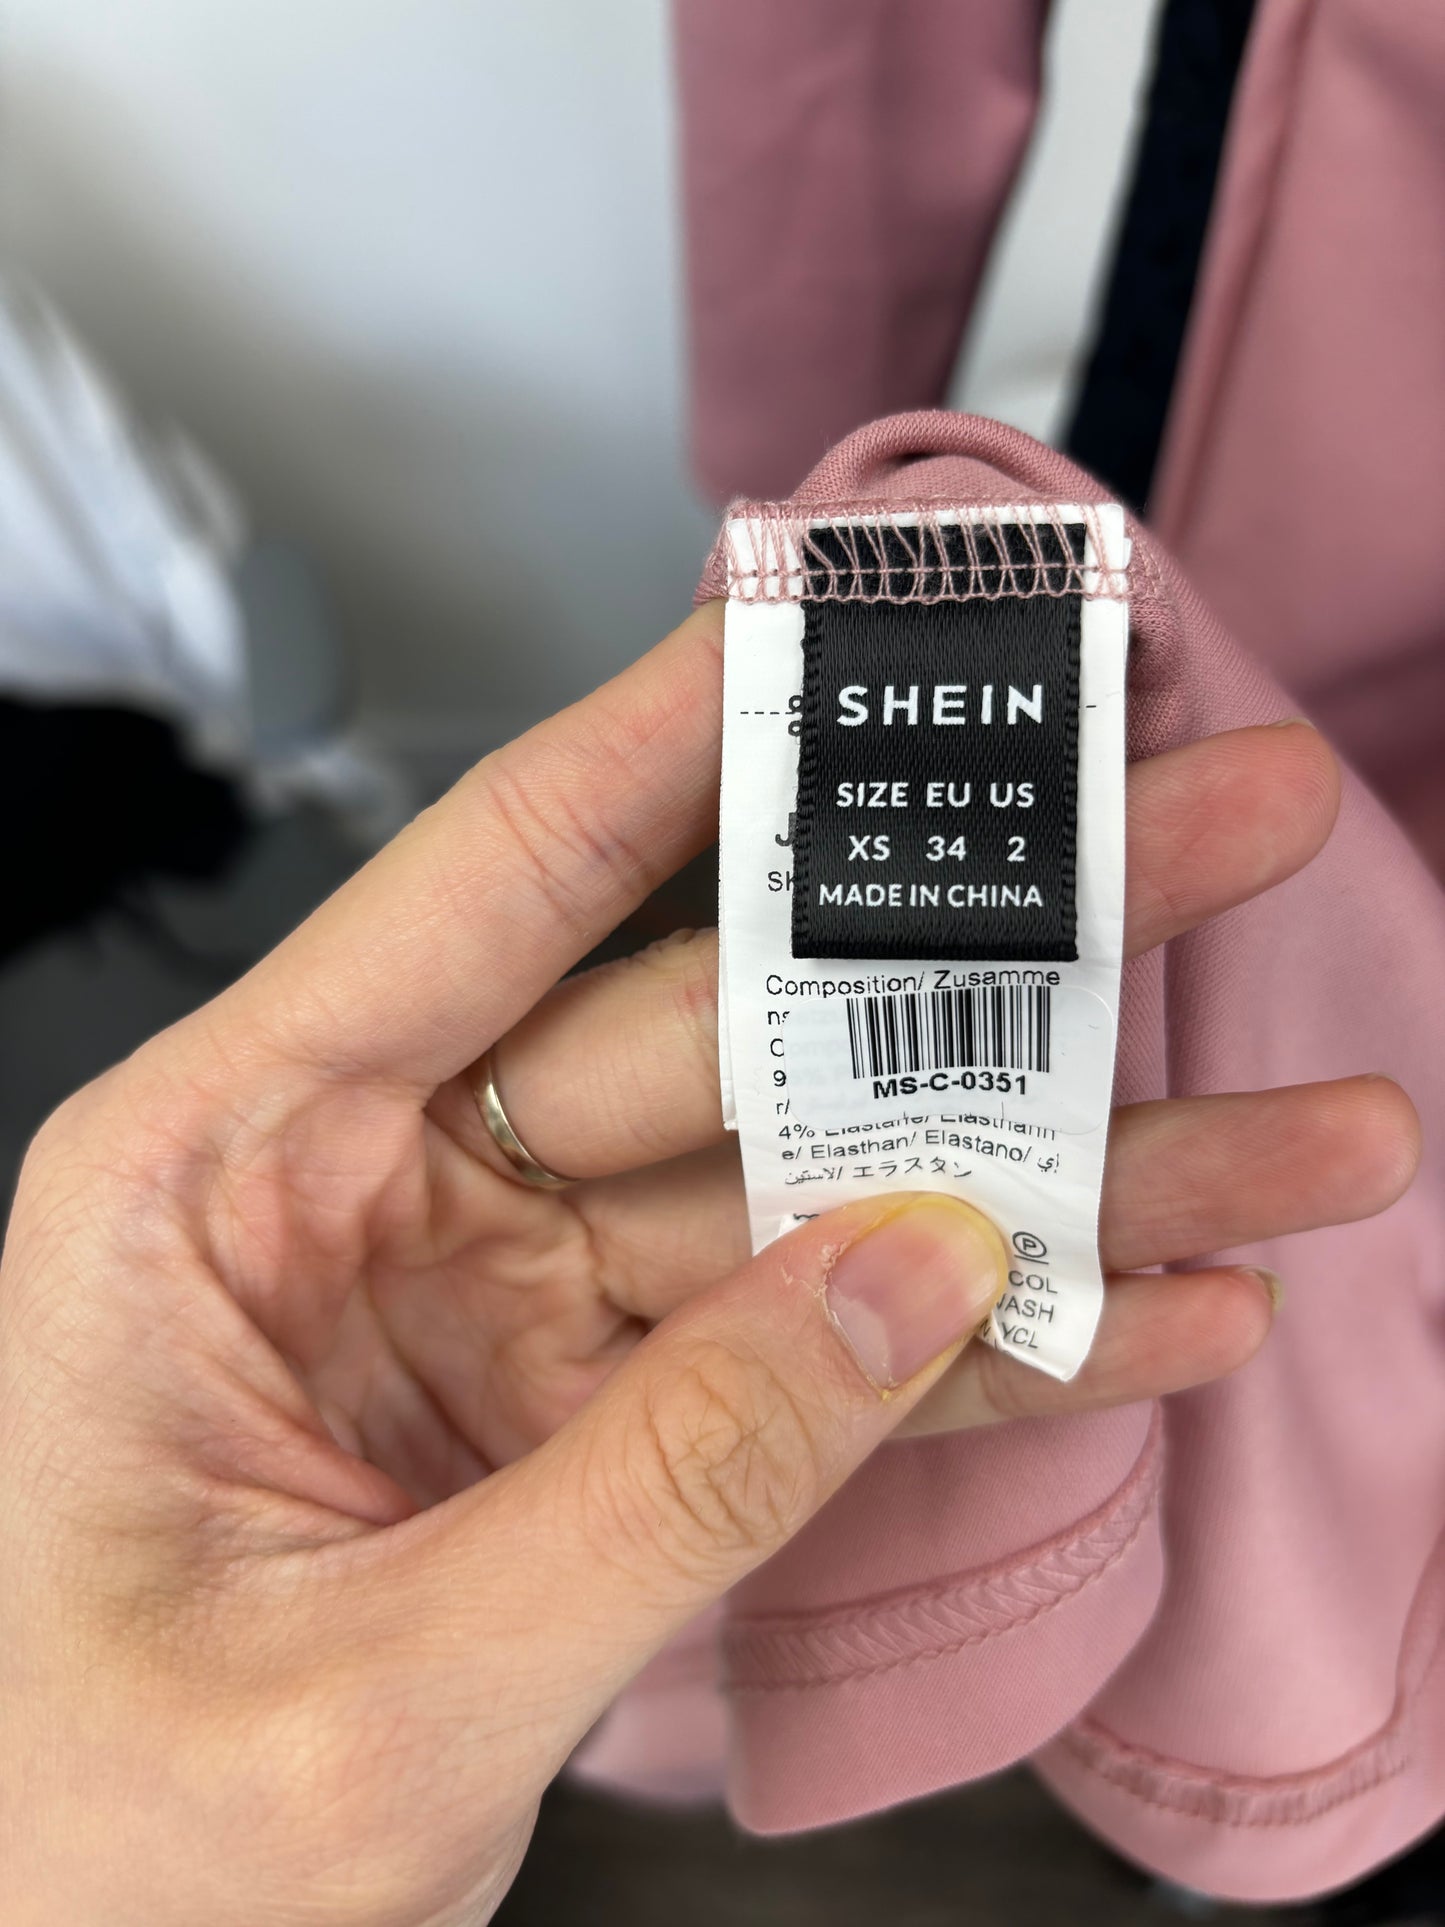 SHEIN
SIZE EU US
XS 34 2
MADE IN CHINA
Composition/ Zusamme
MS-C-0351
4% Elastane/ Elasthann
e/ Elasthan/ Elastano/ إي
لاستين/ エラスタン
P
COL